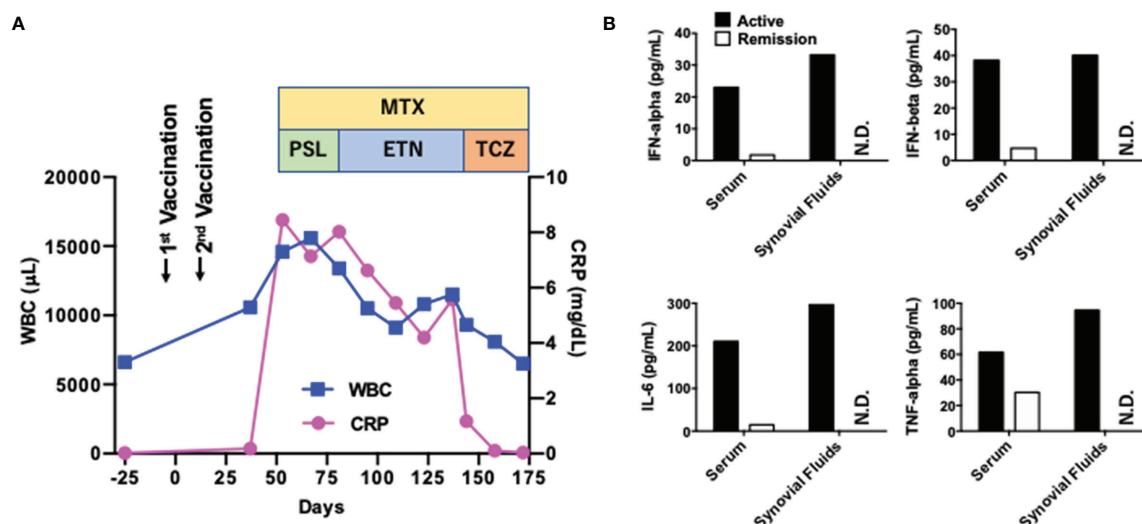 A
1st Vaccination
2nd Vaccination
MTX
PSL ETN TCZ
20000
15000
10000
5000
0
WBC (µL)
10
8
6
4
2
0
CRP (mg/dL)
WBC
CRP
-25 0 25 50 75 100 125 150 175
Days
B
Active
Remission
IFN-alpha (pg/mL)
40
30
20
10
0
N.D.
Serum
Synovial Fluids
IFN-beta (pg/mL)
50
40
30
20
10
0
N.D.
Serum
Synovial Fluids
IL-6 (pg/mL)
300
200
100
0
N.D.
Serum
Synovial Fluids
TNF-alpha (pg/mL)
100
80
60
40
20
0
N.D.
Serum
Synovial Fluids